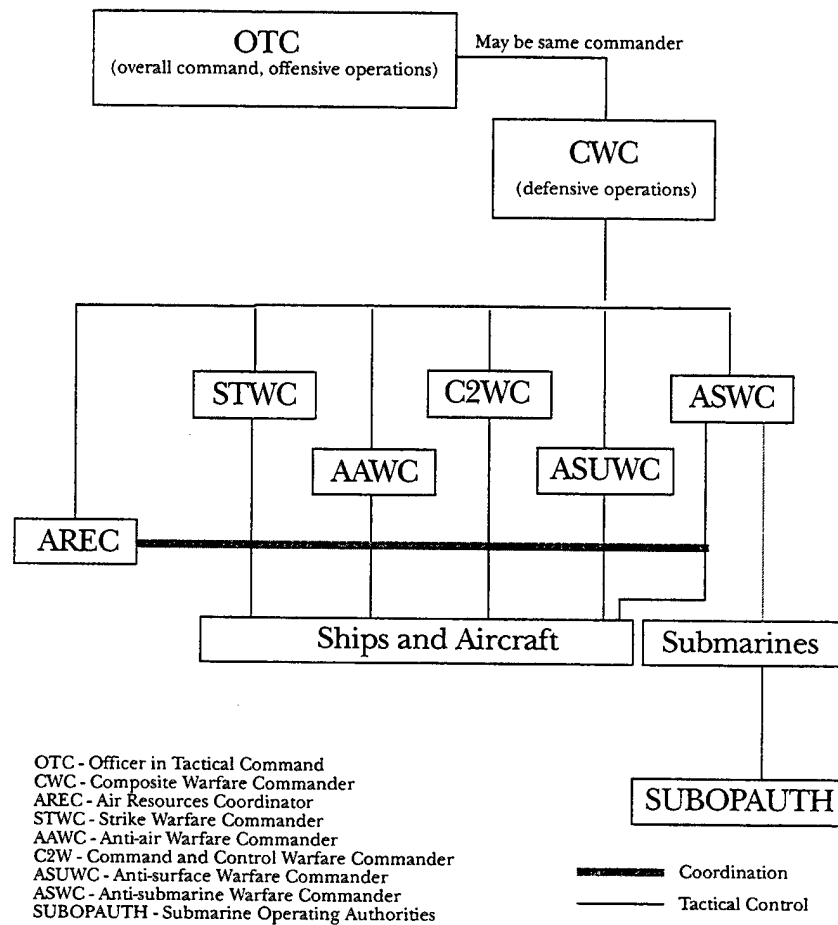 OTC
(overall command, offensive operations)
May be same commander
CWC
(defensive operations)
STWC
C2WC
ASWC
AAWC
ASUWC
AREC
Ships and Aircraft
Submarines
SUBOPAUTH
OTC - Officer in Tactical Command
CWC - Composite Warfare Commander
AREC - Air Resources Coordinator
STWC - Strike Warfare Commander
AAWC - Anti-air Warfare Commander
C2W - Command and Control Warfare Commander
ASUWC - Anti-surface Warfare Commander
ASWC - Anti-submarine Warfare Commander
SUBOPAUTH - Submarine Operating Authorities
Coordination
Tactical Control